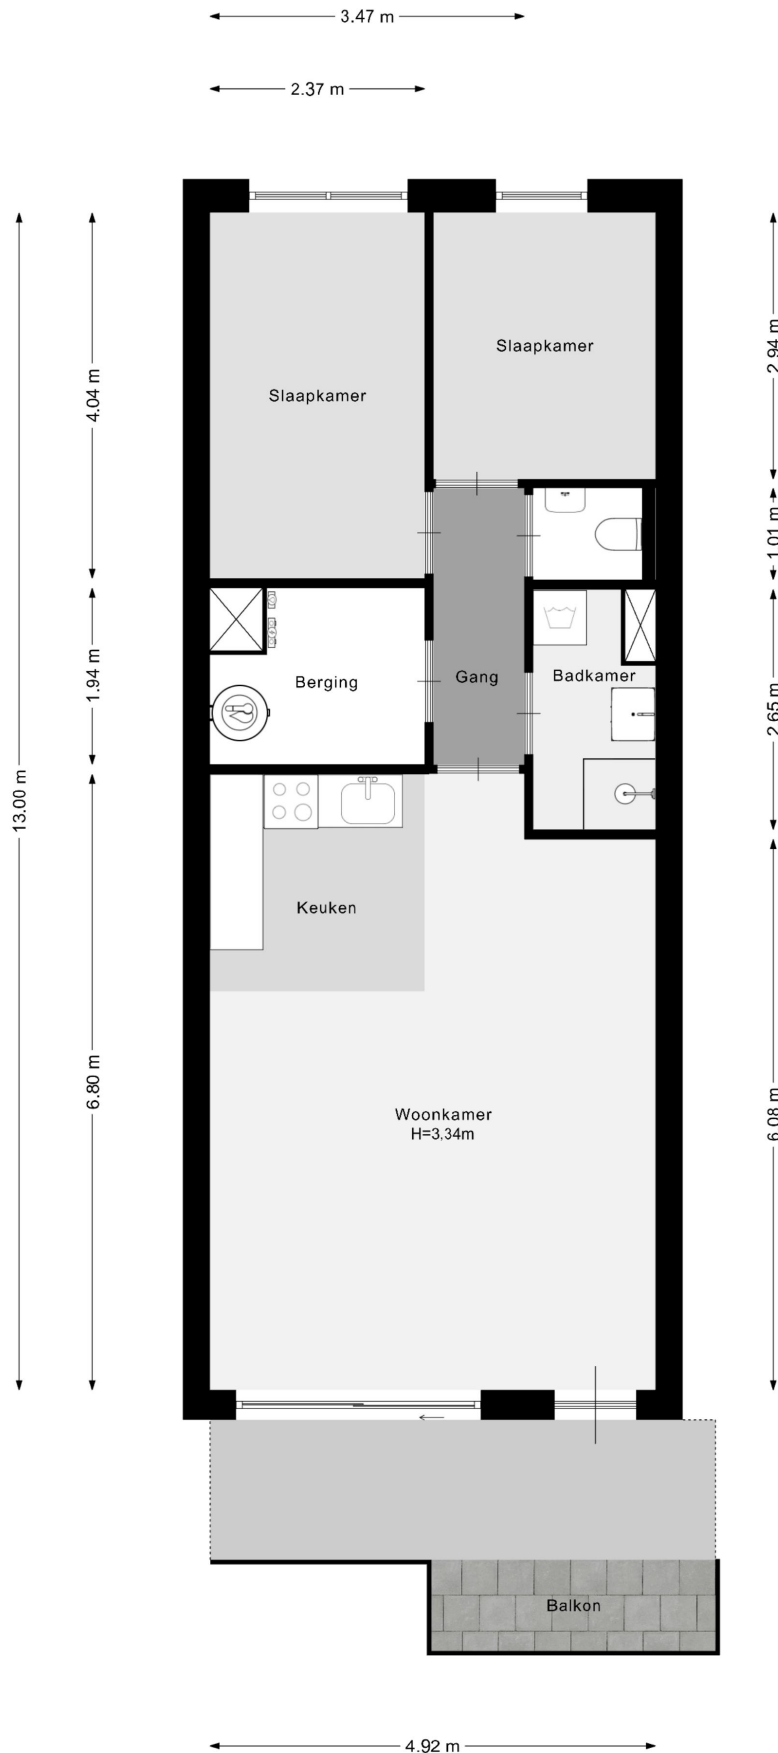 3.47 m
2.37 m
Slaapkamer
Slaapkamer
4.04 m
2.94 m
1.01 m
1.94 m
Berging
Gang
Badkamer
2.65 m
13.00 m
Keuken
6.80 m
Woonkamer
H=3.34m
6.08 m
Balkon
4.92 m